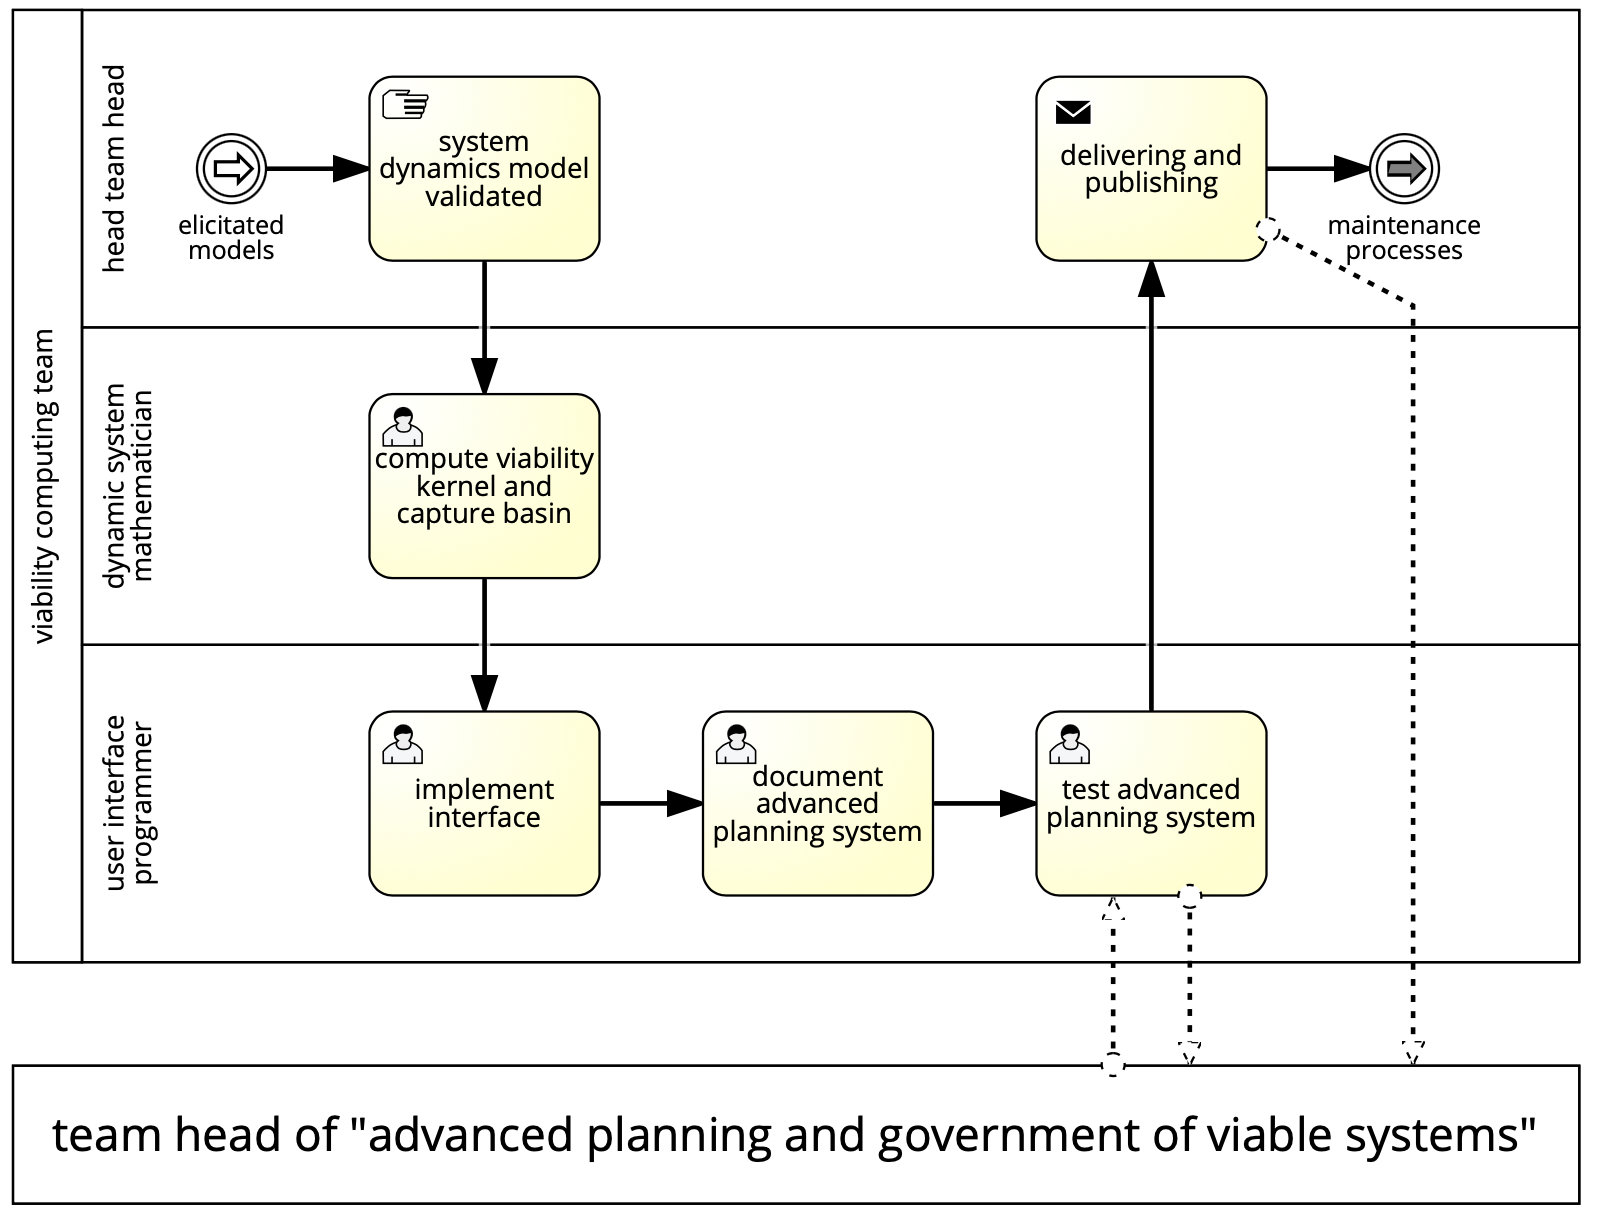 viability computing team
head team head
elicitated
models
system
dynamics model
validated
delivering and
publishing
maintenance
processes
dynamic system
mathematician
compute viability
kernel and
capture basin
user interface
programmer
implement
interface
document
advanced
planning system
test advanced
planning system
team head of "advanced planning and government of viable systems"